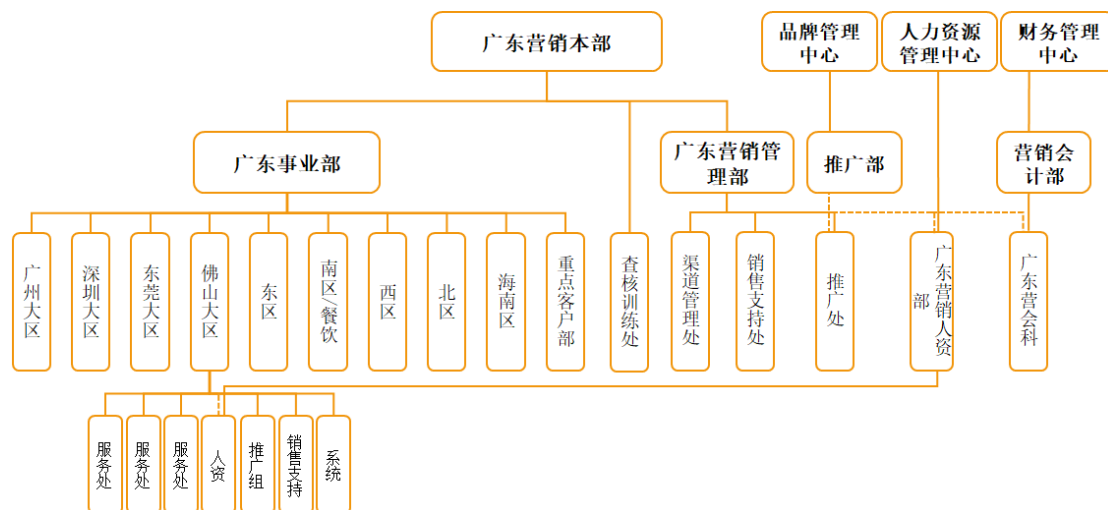 广东营销本部
品牌管理
中心
人力资源
管理中心
财务管理
中心
广东事业部
广东营销管
理部
推广部
营销会
计部
广州大区
深圳大区
东莞大区
佛山大区
东区
南区/餐饮
西区
北区
海南区
重点客户部
查核训练处
渠道管理处
销售支持处
推广处
广东营销人资
部
广东营会科
服务处
服务处
服务处
人资
推广组
销售支持
系统